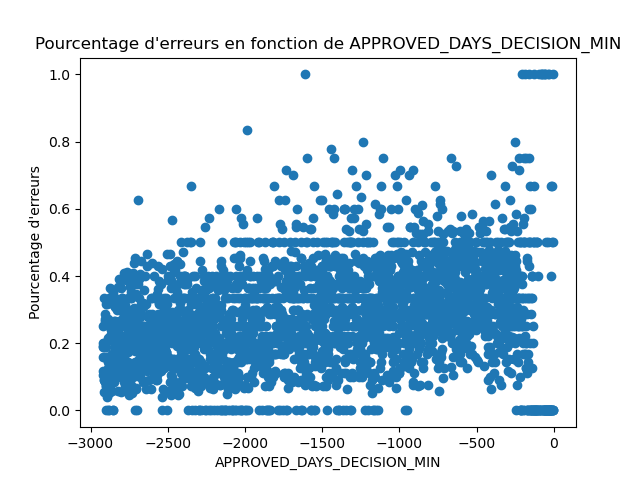 Pourcentage d'erreurs en fonction de APPROVED_DAYS_DECISION_MIN
1.0
0.8
0.6
0.4
0.2
0.0
Pourcentage d'erreurs
−3000 −2500 −2000 −1500 −1000 −500 0
APPROVED_DAYS_DECISION_MIN